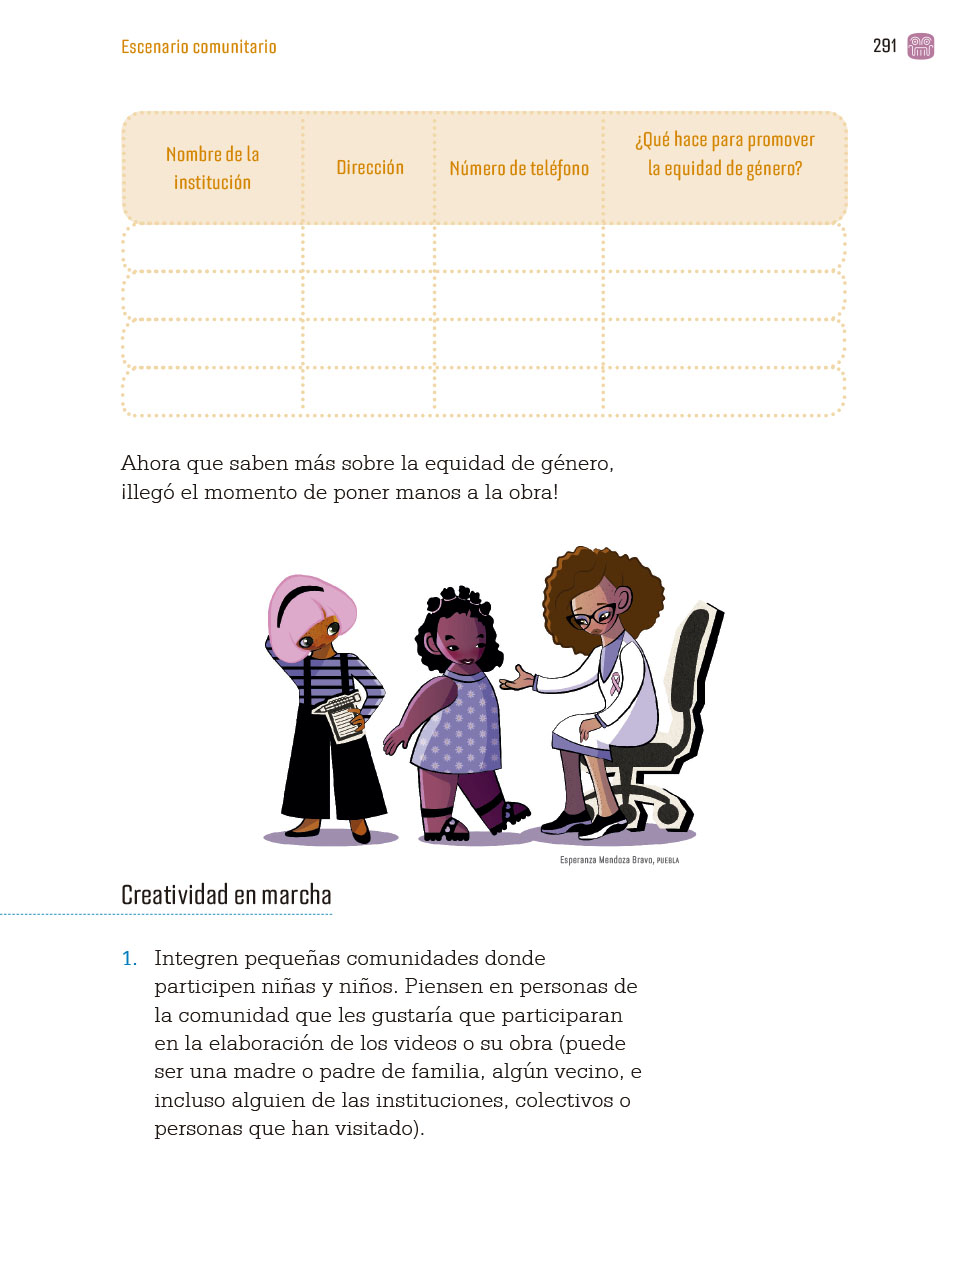 Escenario comunitario
291
Nombre de la
institución
Dirección
Número de teléfono
¿Qué hace para promover
la equidad de género?
Ahora que saben más sobre la equidad de género,
¡llegó el momento de poner manos a la obra!
Esperanza Mendoza Bravo, PUEBLA
Creatividad en marcha
1. Integren pequeñas comunidades donde
participen niñas y niños. Piensen en personas de
la comunidad que les gustaría que participaran
en la elaboración de los videos o su obra (puede
ser una madre o padre de familia, algún vecino, e
incluso alguien de las instituciones, colectivos o
personas que han visitado).